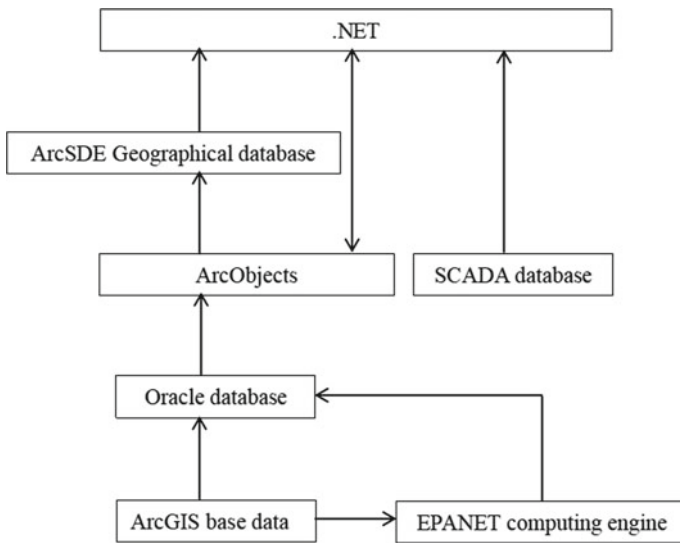 .NET
ArcSDE Geographical database
ArcObjects
SCADA database
Oracle database
ArcGIS base data
EPANET computing engine